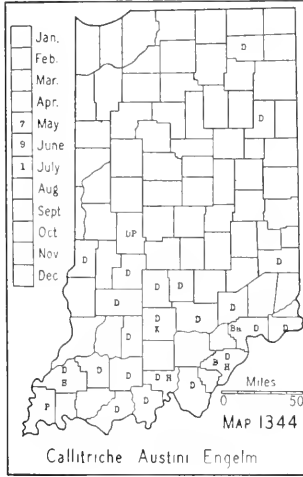 Jan.
Feb.
Mar.
Apr.
7 May
9 June
1 July
Aug
Sept
Oct
Nov
Dec
D
D
DP
D
D
D
D
D
D
D
D
K
D
D
Bn
D
D
D
B
D
H
D
H
D
D
D H
D
P
D
D
Miles
0
50
MAP 1344
Callitriche Austini Engelm